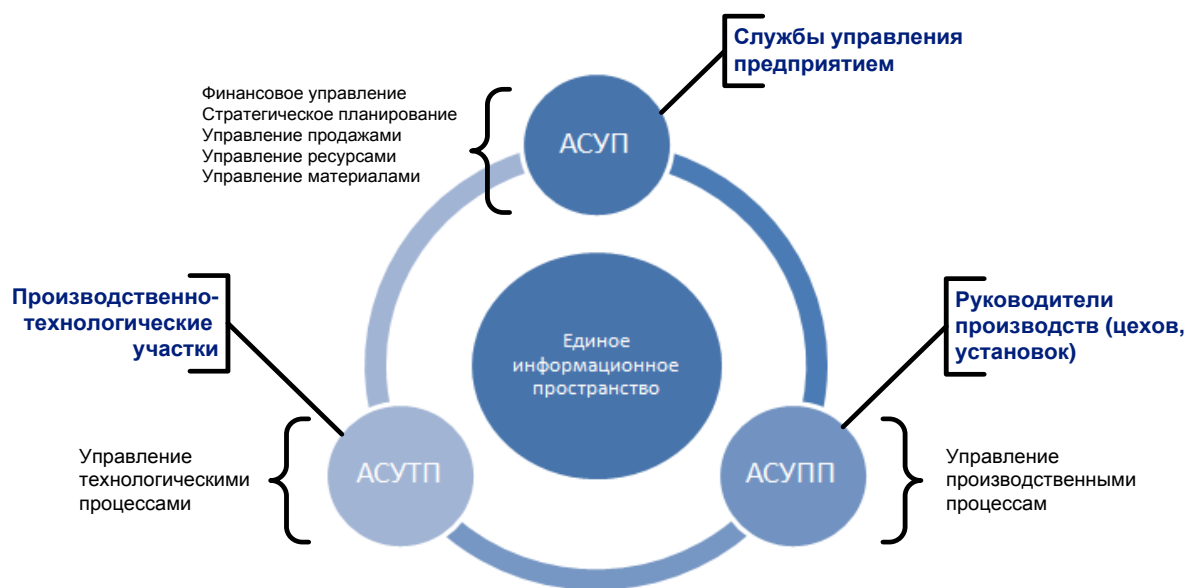 Службы управления
предприятием
Финансовое управление
Стратегическое планирование
Управление продажами
Управление ресурсами
Управление материалами
АСУП
Производственно-
технологические
участки
Единое
информационное
пространство
Руководители
производств (цехов,
установок)
Управление
технологическими
процессами
АСУТП
АСУПП
Управление
производственными
процессам